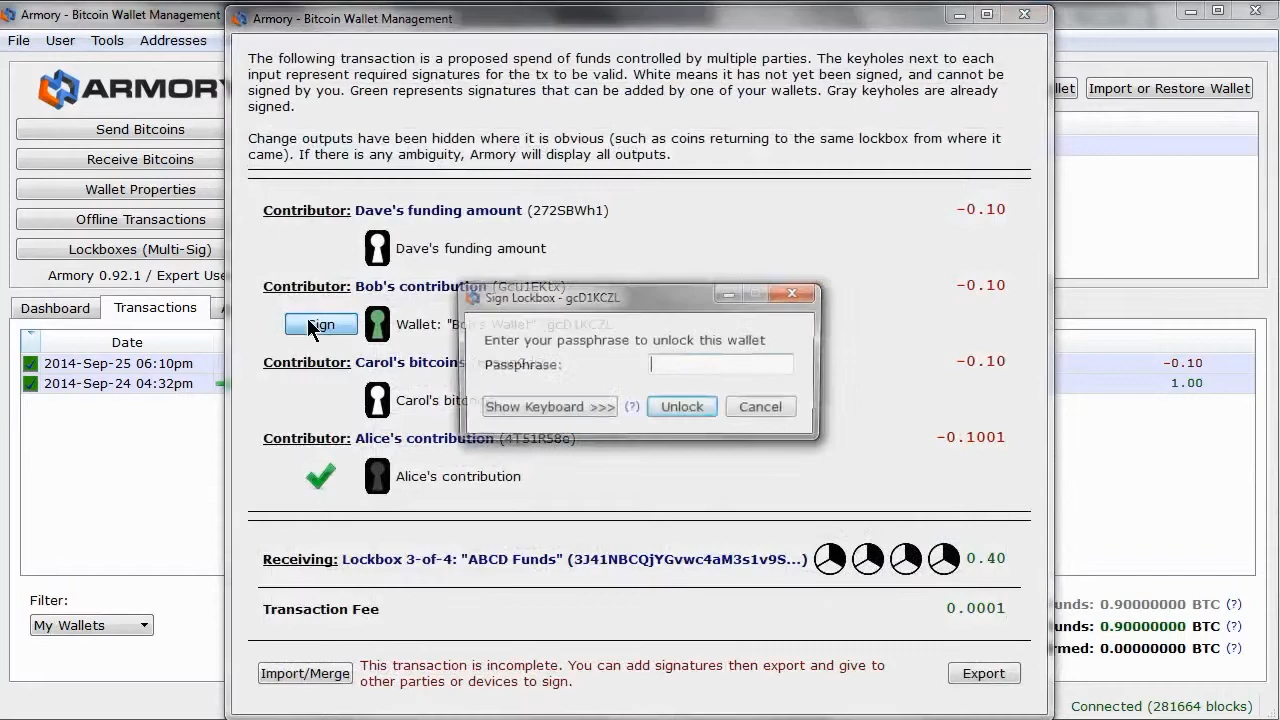 Armory - Bitcoin Wallet Management
Armory - Bitcoin Wallet Management
File User Tools Addresses
ARMORY
Send Bitcoins
Receive Bitcoins
Wallet Properties
Offline Transactions
Lockboxes (Multi-Sig)
Armory 0.92.1 / Expert Use
Dashboard Transactions
Date
2014-Sep-25 06:10pm
2014-Sep-24 04:32pm
Filter:
My Wallets
The following transaction is a proposed spend of funds controlled by multiple parties. The keyholes next to each
input represent required signatures for the tx to be valid. White means it has not yet been signed, and cannot be
signed by you. Green represents signatures that can be added by one of your wallets. Gray keyholes are already
signed.
Change outputs have been hidden where it is obvious (such as coins returning to the same lockbox from where it
came). If there is any ambiguity, Armory will display all outputs.
Contributor: Dave's funding amount (272SBWh1) -0.10
Dave's funding amount
Contributor: Bob's contribution (Gcu1EKtx) -0.10
Sign Wallet: "Bob's Wallet" gcD1KCZL
Contributor: Carol's bitcoins -0.10
Carol's bitc
Contributor: Alice's contribution (4T51R58e) -0.1001
Alice's contribution
Receiving: Lockbox 3-of-4: "ABCD Funds" (3J41NBCQjYGvwc4aM3s1v9S...) 0.40
Transaction Fee 0.0001
Import/Merge
This transaction is incomplete. You can add signatures then export and give to
other parties or devices to sign.
Export
Sign Lockbox - gcD1KCZL
Enter your passphrase to unlock this wallet
Passphrase:
Show Keyboard >>> (?) Unlock Cancel
let Import or Restore Wallet
-0.10
1.00
unds: 0.90000000 BTC (?)
unds: 0.90000000 BTC (?)
rmed: 0.00000000 BTC (?)
Connected (281664 blocks)